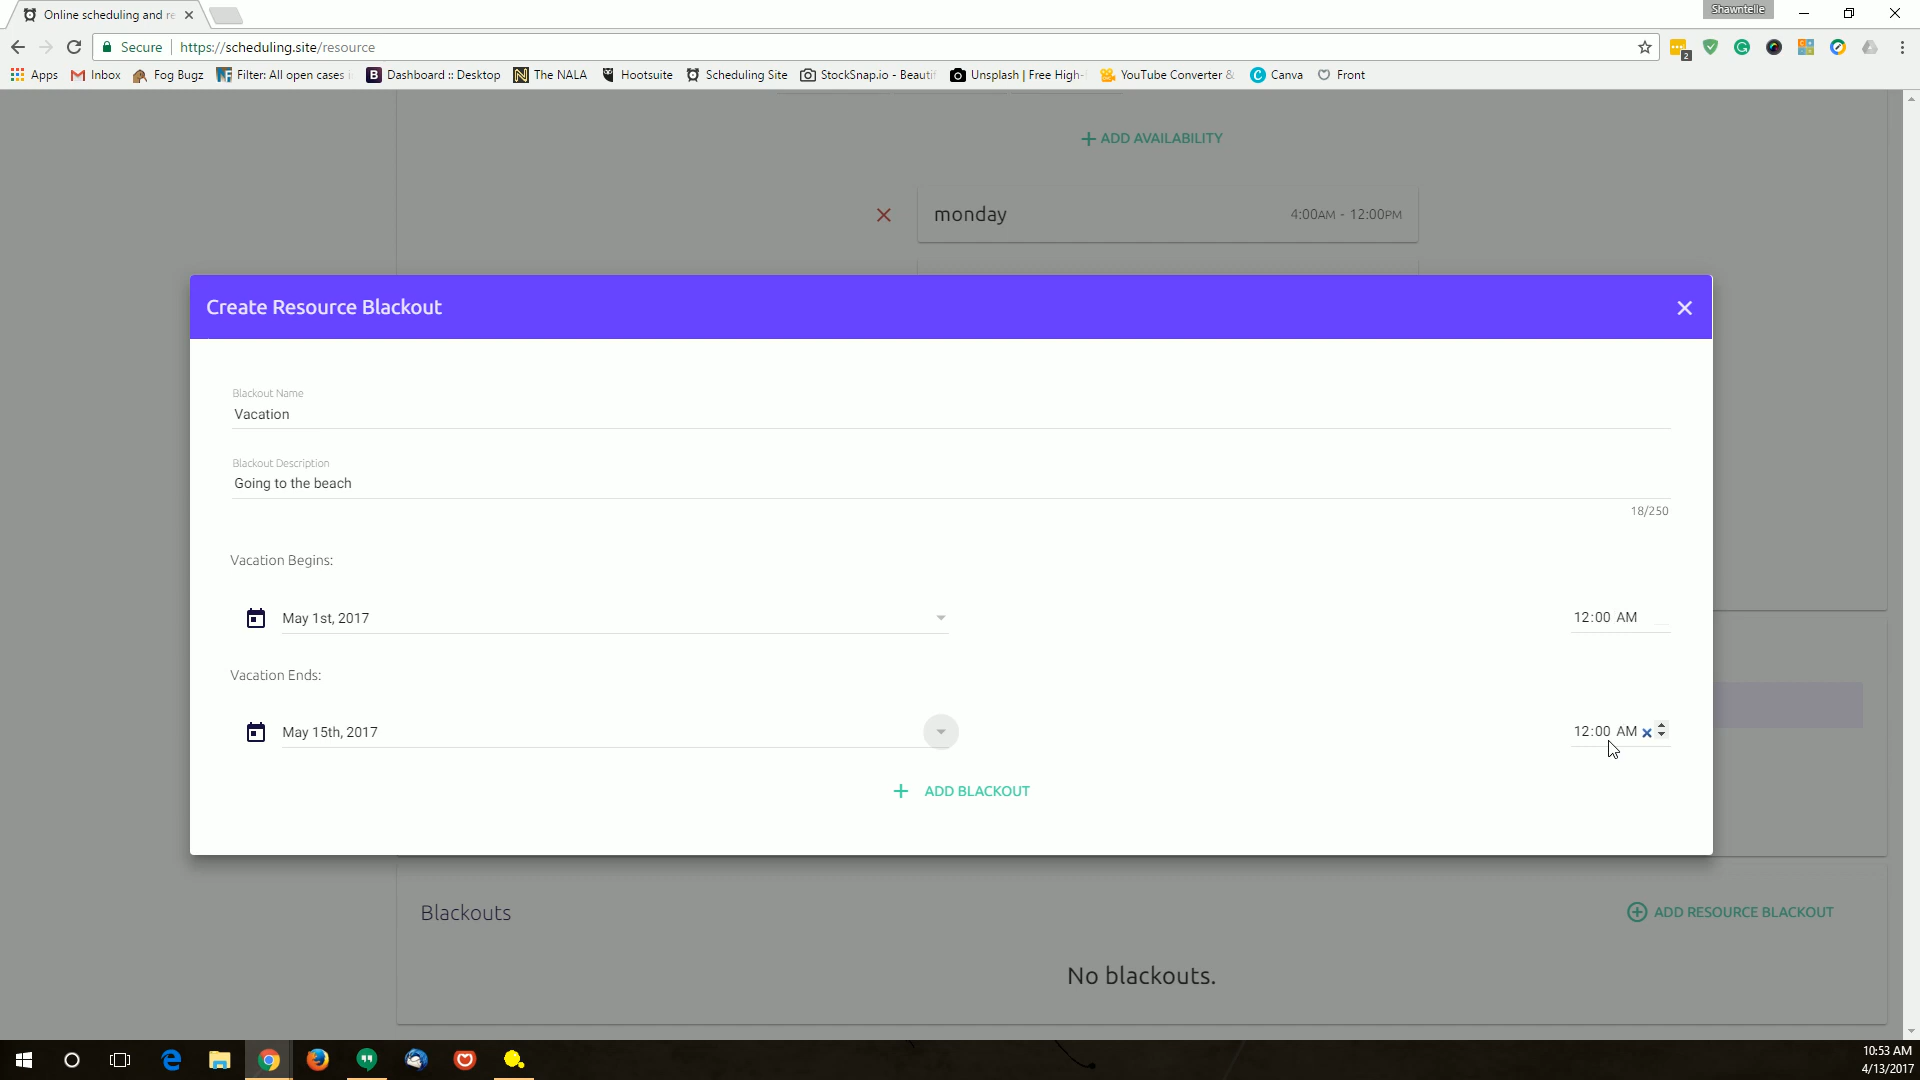 Online scheduling and re
Shawntelle
Secure https://scheduling.site/resource
2
Apps Inbox Fog Bugz Filter: All open cases Dashboard :: Desktop The NALA Hootsuite Scheduling Site StockSnap.io - Beauti Unsplash | Free High- YouTube Converter & Canva Front
+ ADD AVAILABILITY
monday 4:00AM - 12:00PM
Create Resource Blackout
Blackout Name
Vacation
Blackout Description
Going to the beach
18/250
Vacation Begins:
May 1st, 2017 12:00 AM
Vacation Ends:
May 15th, 2017 12:00 AM
+ ADD BLACKOUT
Blackouts ADD RESOURCE BLACKOUT
No blackouts.
10:53 AM
4/13/2017